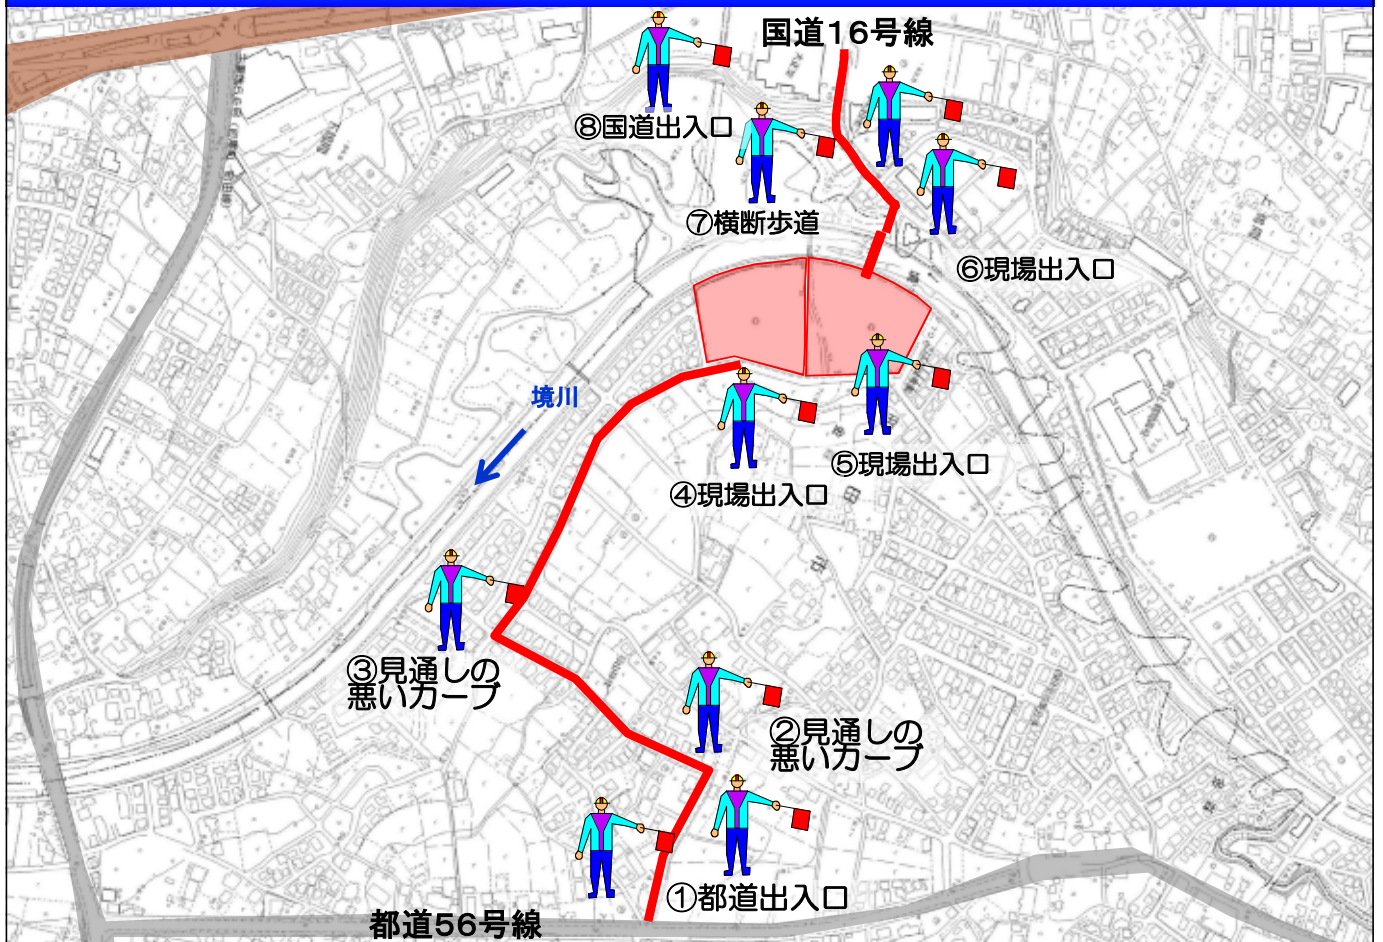 国道16号線
⑧国道出入口
⑦横断歩道
⑥現場出入口
境川
⑤現場出入口
④現場出入口
③見通しの
悪いカーブ
②見通しの
悪いカーブ
①都道出入口
都道56号線